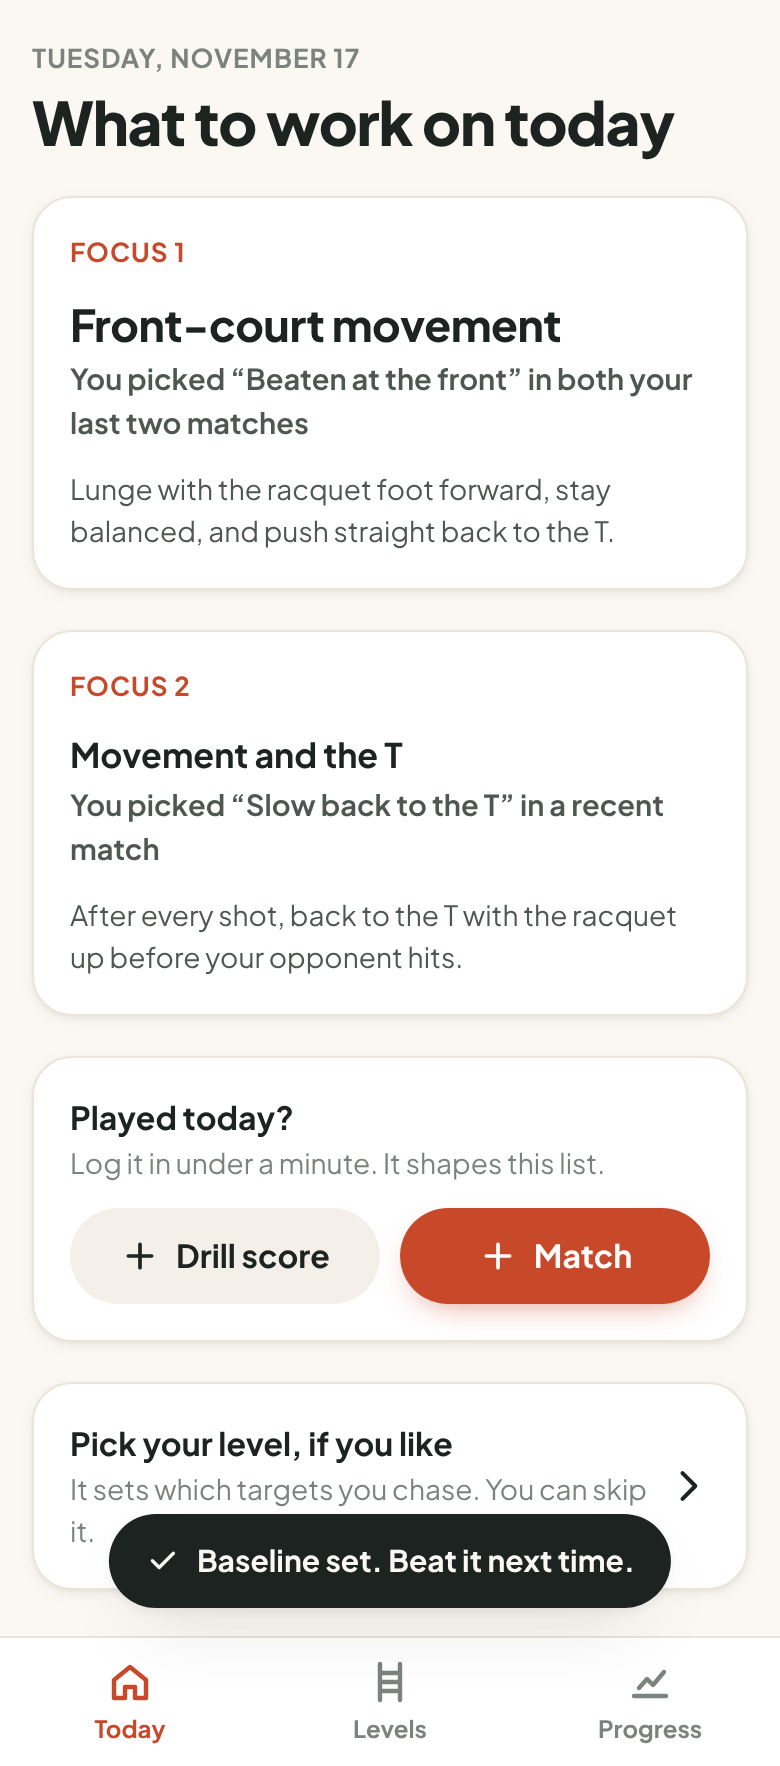 TUESDAY, NOVEMBER 17
What to work on today
FOCUS 1
Front-court movement
You picked “Beaten at the front” in both your
last two matches
Lunge with the racquet foot forward, stay
balanced, and push straight back to the T.
FOCUS 2
Movement and the T
You picked “Slow back to the T” in a recent
match
After every shot, back to the T with the racquet
up before your opponent hits.
Played today?
Log it in under a minute. It shapes this list.
Drill score
Match
Pick your level, if you like
It sets which targets you chase. You can skip
it.
Baseline set. Beat it next time.
Today
Levels
Progress